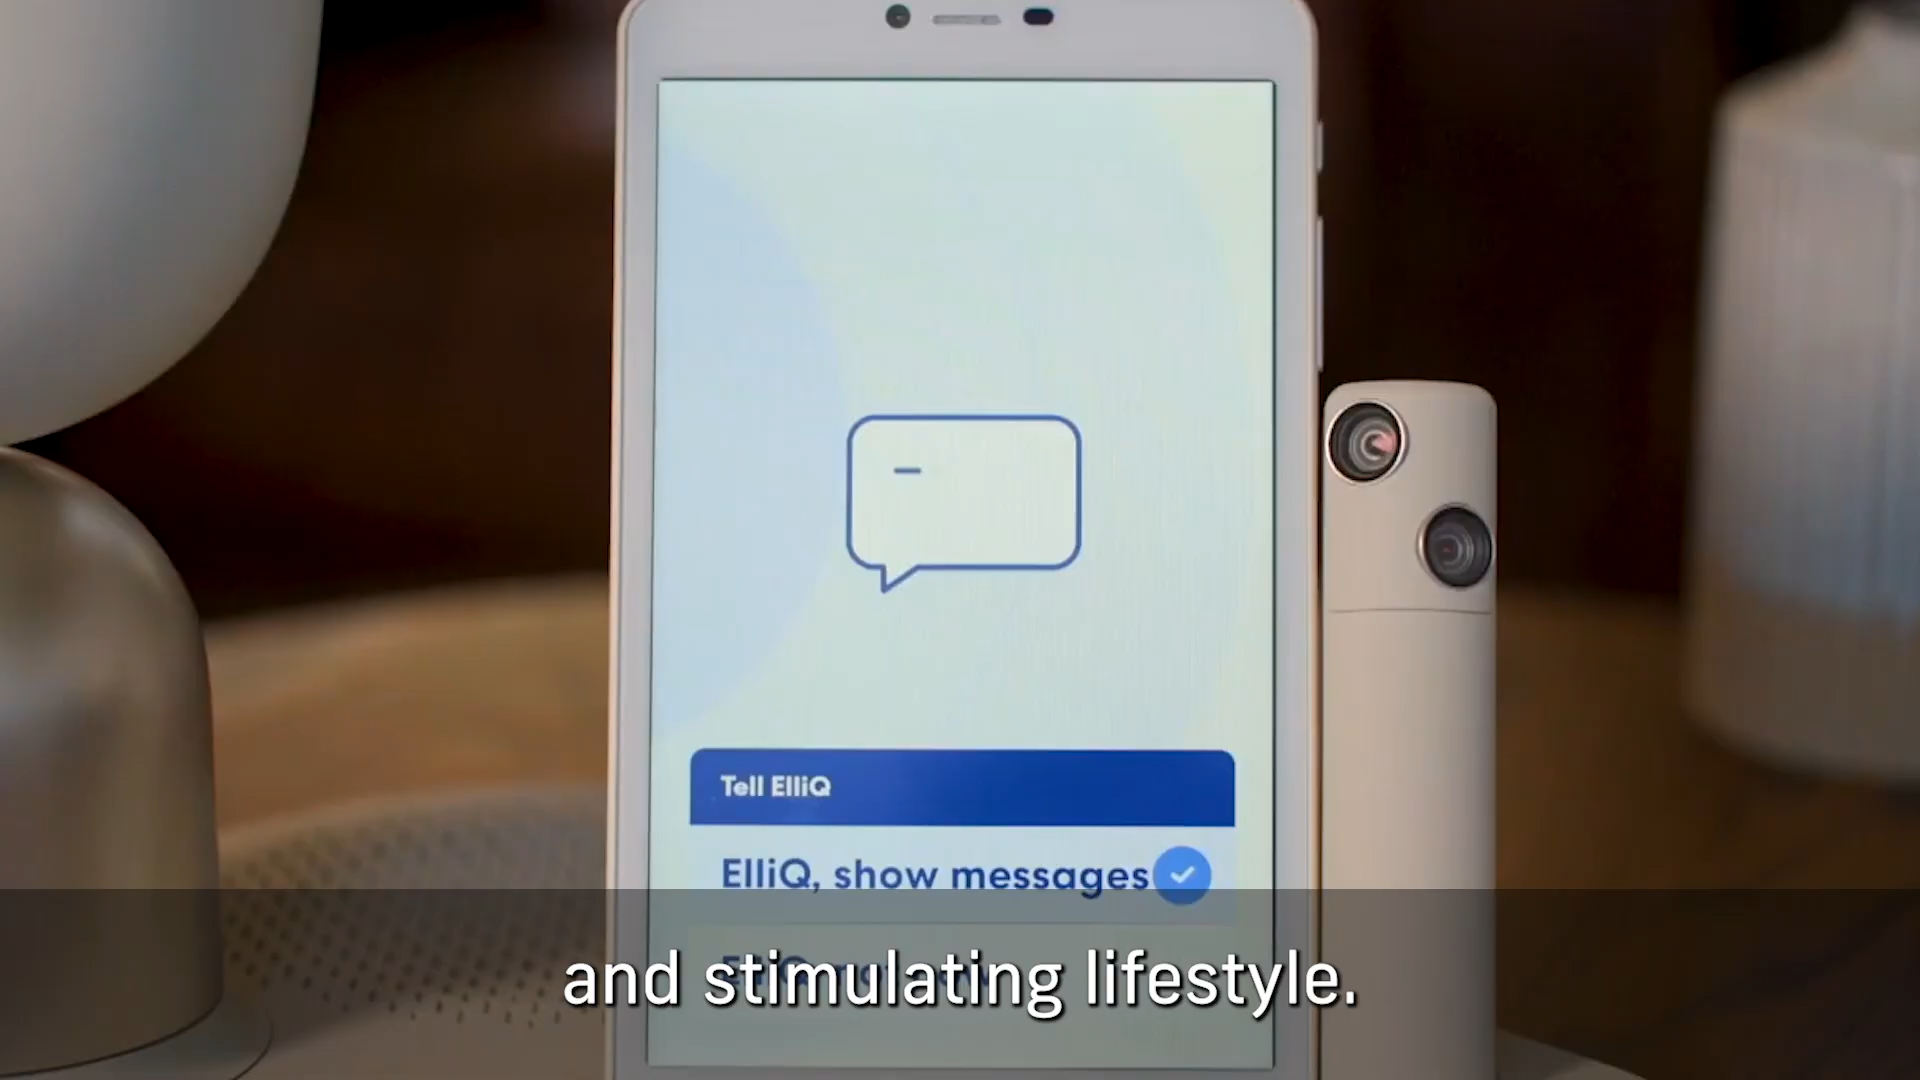 Tell ElliQ
ElliQ, show messages
and stimulating lifestyle.